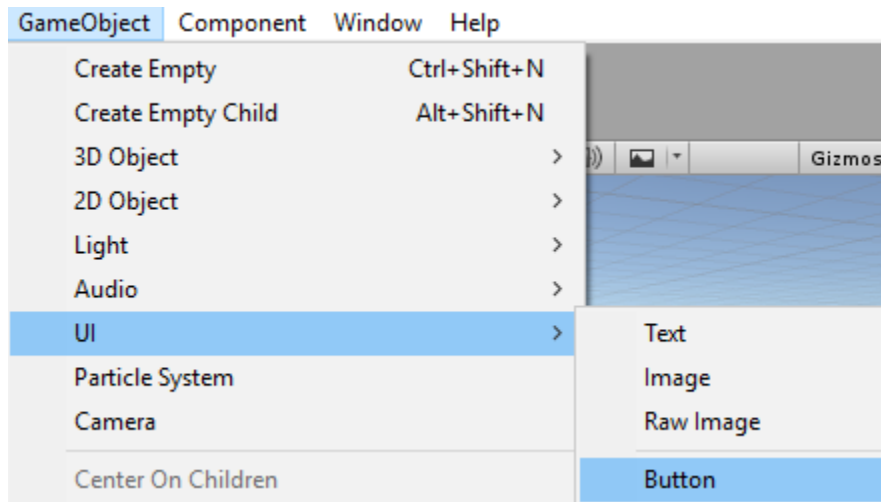 GameObject Component Window Help
Create Empty Ctrl+Shift+N
Create Empty Child Alt+Shift+N
3D Object
Gizmos
2D Object
Light
Audio
UI
Text
Particle System
Image
Camera
Raw Image
Center On Children
Button